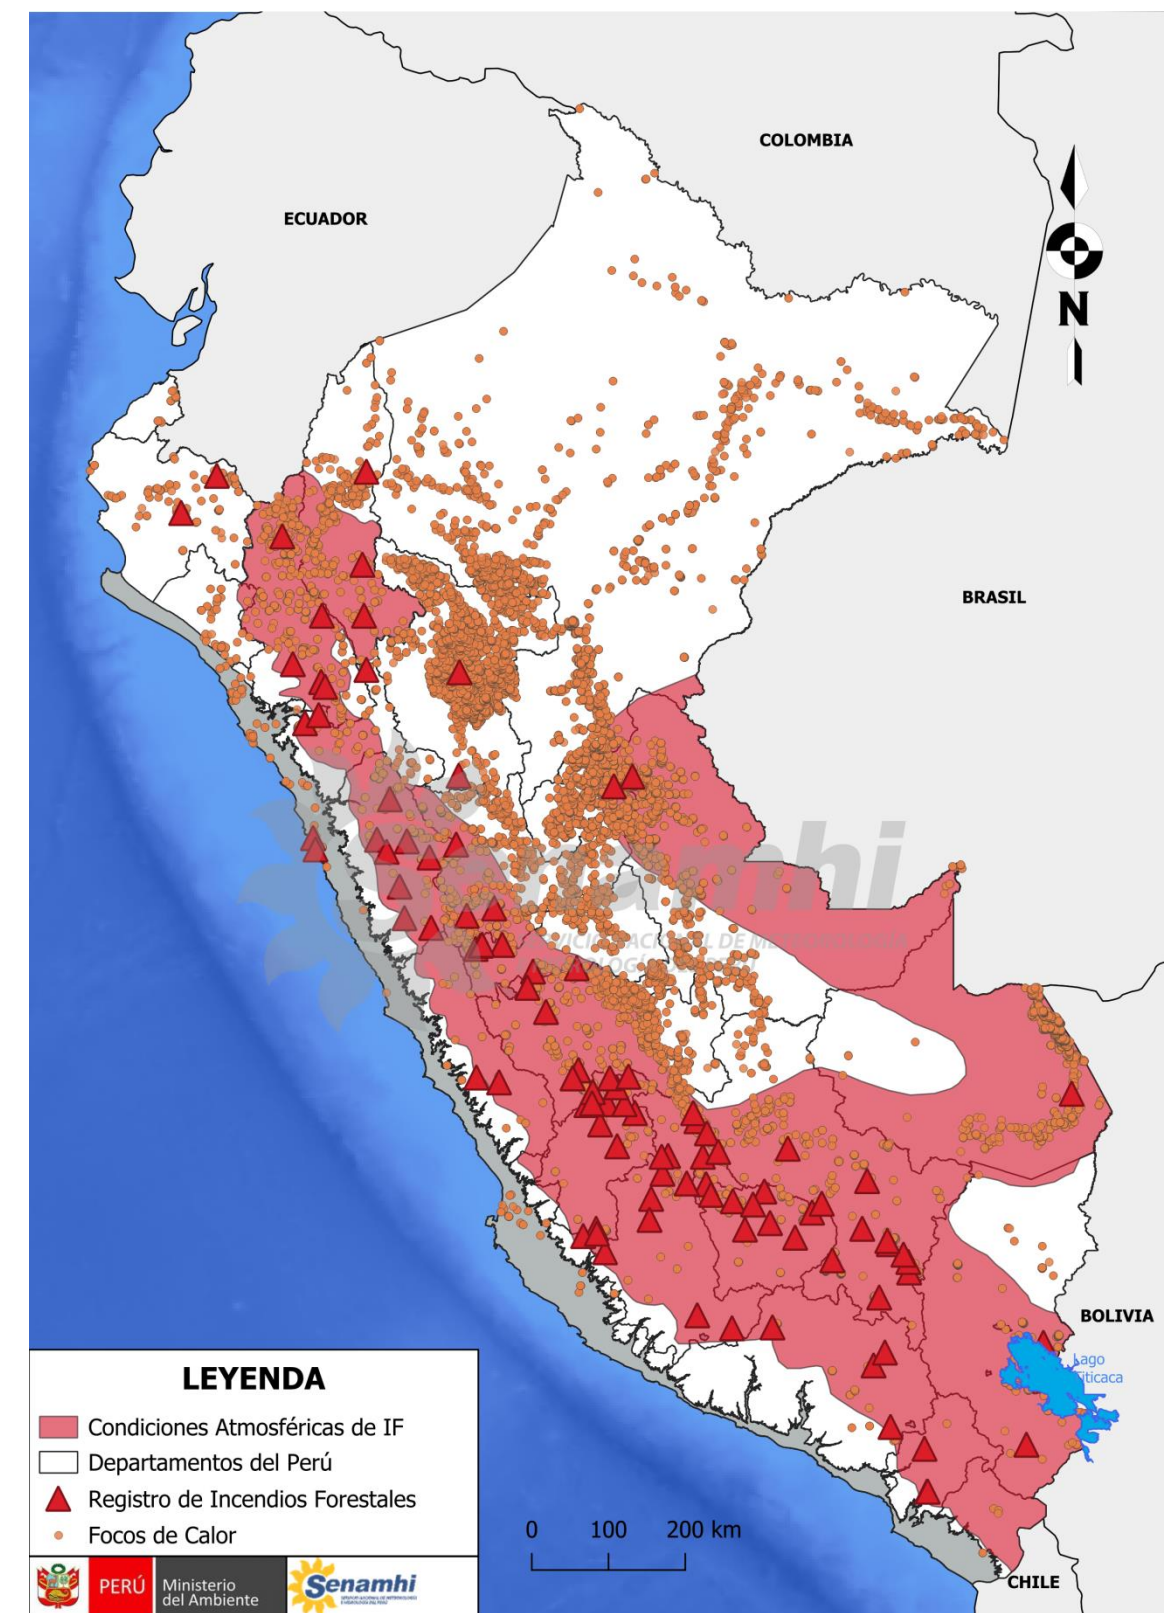 COLOMBIA
ECUADOR
N
BRASIL
Senamhi
BOLIVIA
Lago
Titicaca
LEYENDA
Condiciones Atmosféricas de IF
Departamentos del Perú
Registro de Incendios Forestales
Focos de Calor
0 100 200 km
PERÚ
Ministerio
del Ambiente
Senamhi
CHILE